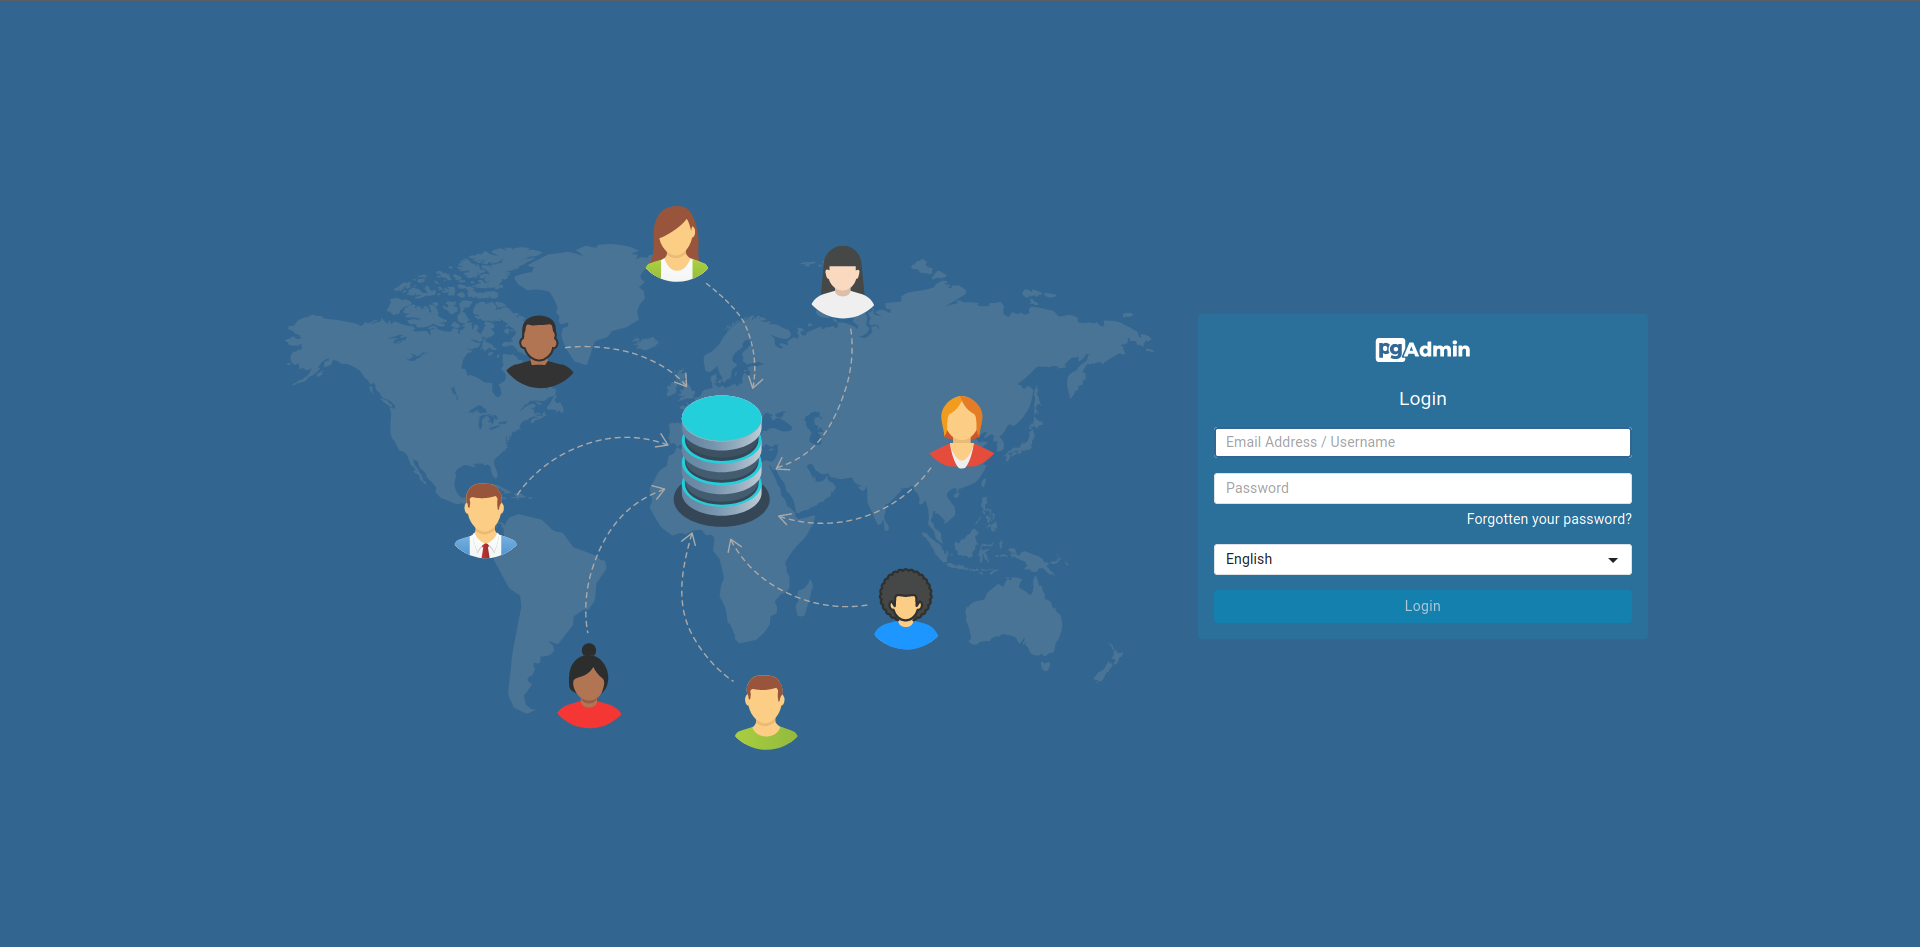 pgAdmin
Login
Email Address / Username
Password
Forgotten your password?
English
Login